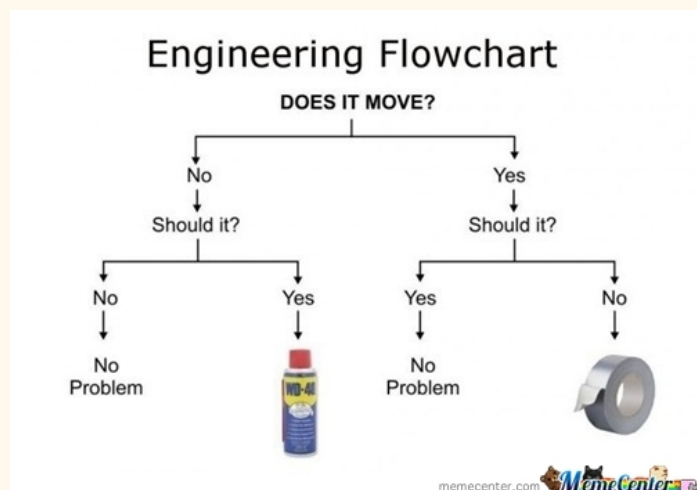 Engineering Flowchart
DOES IT MOVE?
No Yes
Should it? Should it?
No Yes Yes No
No
Problem
WD-40
No
Problem
memecenter.com MemeCenter